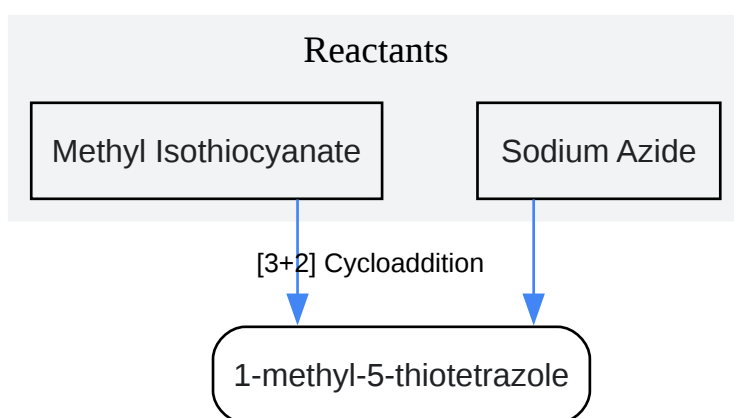 Reactants
Methyl Isothiocyanate
Sodium Azide
[3+2] Cycloaddition
1-methyl-5-thiotetrazole